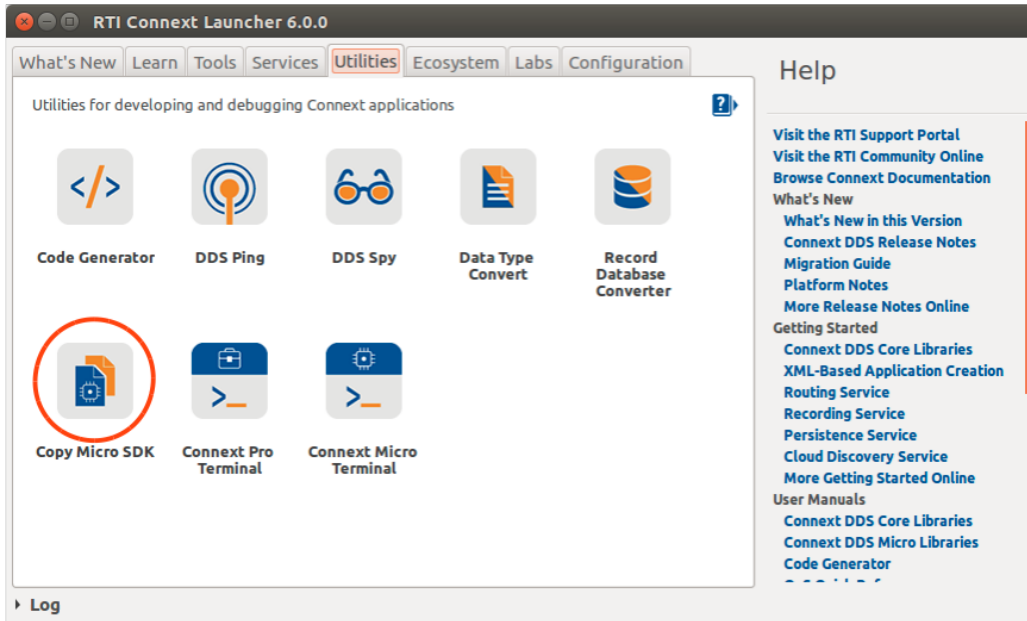 RTI Connext Launcher 6.0.0
What's New Learn Tools Services Utilities Ecosystem Labs Configuration
Utilities for developing and debugging Connext applications
Code Generator
DDS Ping
DDS Spy
Data Type
Convert
Record
Database
Converter
Copy Micro SDK
Connext Pro
Terminal
Connext Micro
Terminal
Log
Help
Visit the RTI Support Portal
Visit the RTI Community Online
Browse Connext Documentation
What's New
What's New in this Version
Connext DDS Release Notes
Migration Guide
Platform Notes
More Release Notes Online
Getting Started
Connext DDS Core Libraries
XML-Based Application Creation
Routing Service
Recording Service
Persistence Service
Cloud Discovery Service
More Getting Started Online
User Manuals
Connext DDS Core Libraries
Connext DDS Micro Libraries
Code Generator